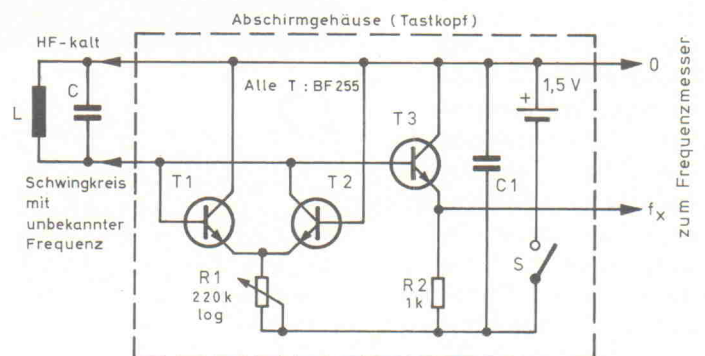 Abschirmgehäuse (Tastkopf)
HF-kalt
0
zum Frequenzmesser
C
L
Alle T : BF255
T3
1,5 V
+
Schwingkreis
mit
unbekannter
Frequenz
T1
T2
C1
fx
S
R1
220k
log
R2
1k